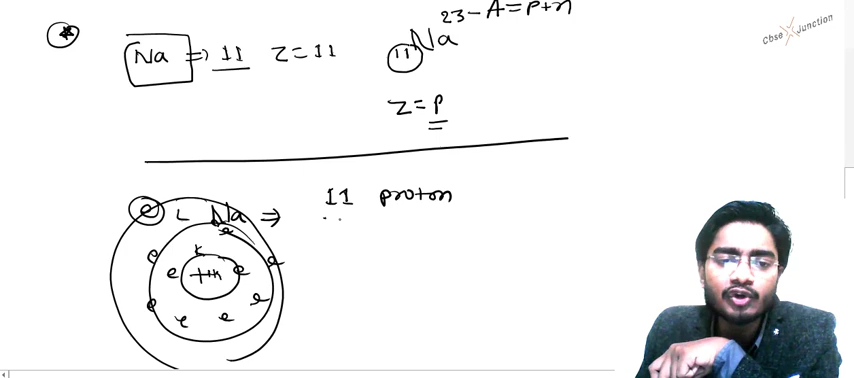 Na ⇒ 11 Z = 11
23 - A = P + n
11 Na
Z = P
Cbse Junction
Na ⇒ 11 proton
L
K
e e e e e e e e e